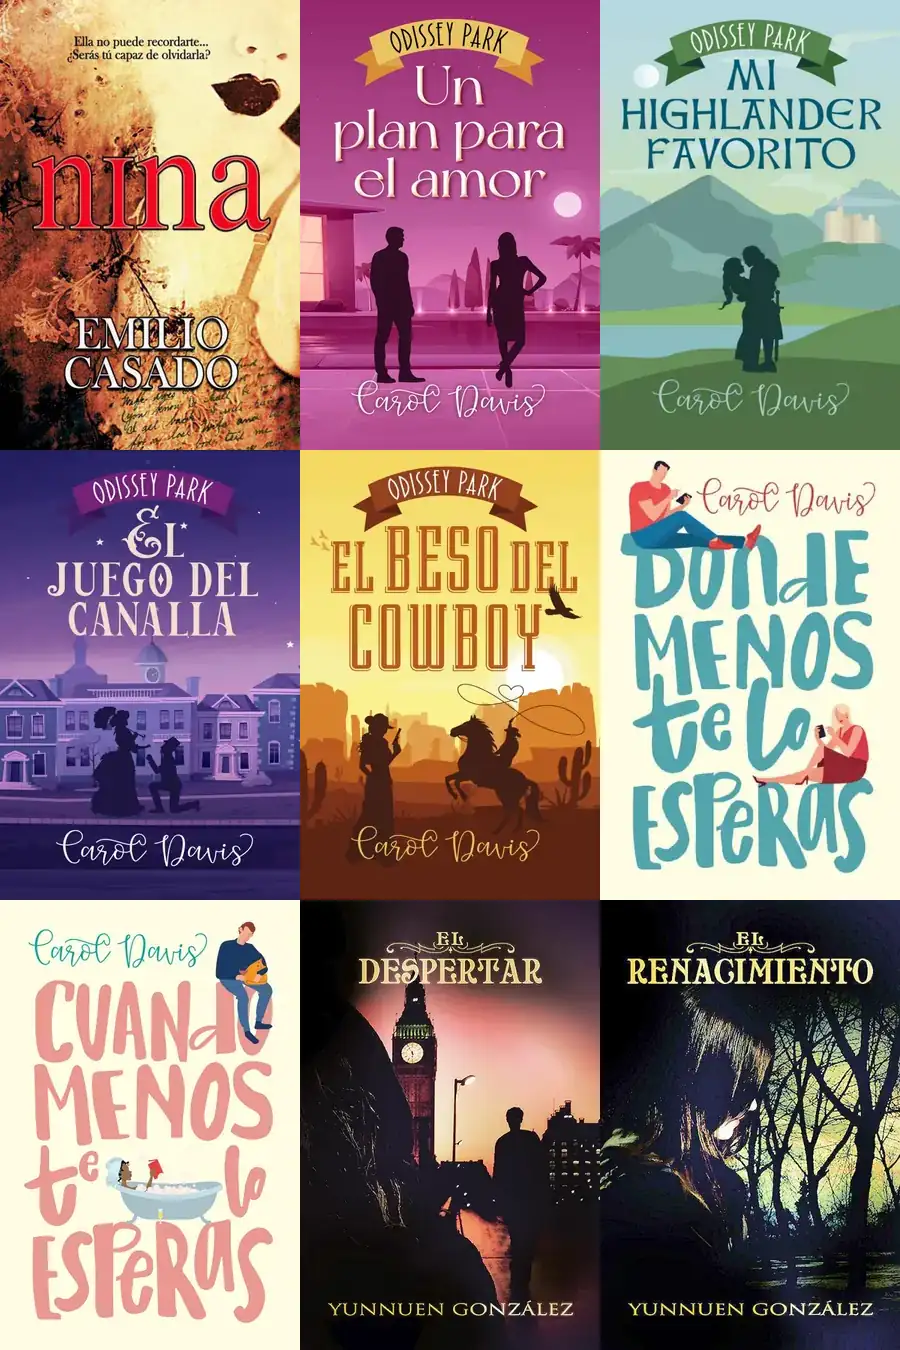 Ella no puede recordarte...
¿Serás tú capaz de olvidarla?
nina
EMILIO
CASADO
ODISSEY PARK
Un
plan para
el amor
Carol Davis
ODISSEY PARK
MI
HIGHLANDER
FAVORITO
Carol Davis
ODISSEY PARK
EL
JUEGO DEL
CANALLA
Carol Davis
ODISSEY PARK
EL BESO DEL
COWBOY
Carol Davis
Carol Davis
DONdE
MENOS
te lo
ESPERAS
Carol Davis
CUANdO
MENOS
te lo
ESPERAS
EL
DESPERTAR
YUNNUEN GONZÁLEZ
EL
RENACIMIENTO
YUNNUEN GONZÁLEZ